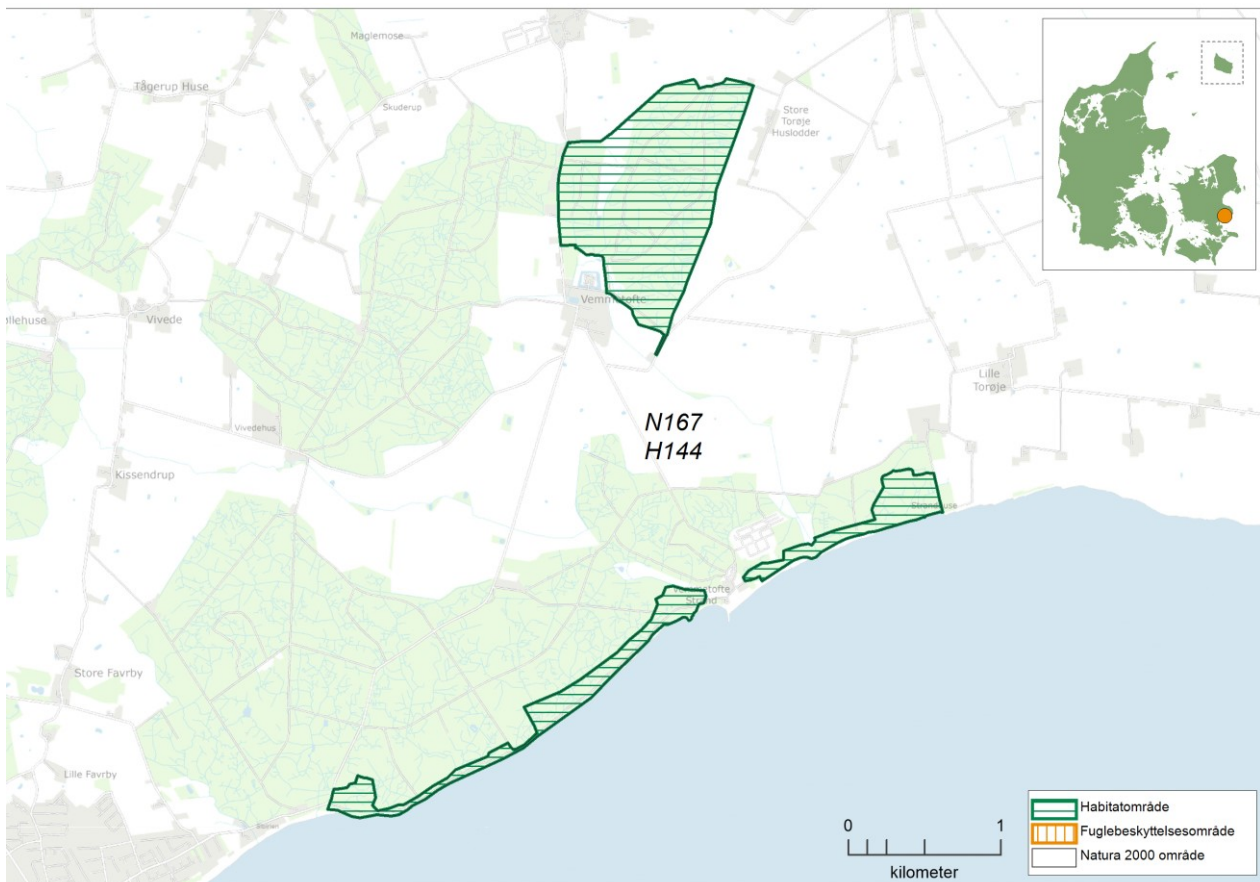 Maglemose
Tågerup Huse
Skuderup
Store
Torøje
Huslodder
Vemmetofte
Vivede
Lille
Torøje
Vivedehus
N167
H144
Kissendrup
Strandhuse
Vemmetofte
Strand
Store Favrby
Lille Favrby
0
1
kilometer
Habitatområde
Fuglebeskyttelsesområde
Natura 2000 område